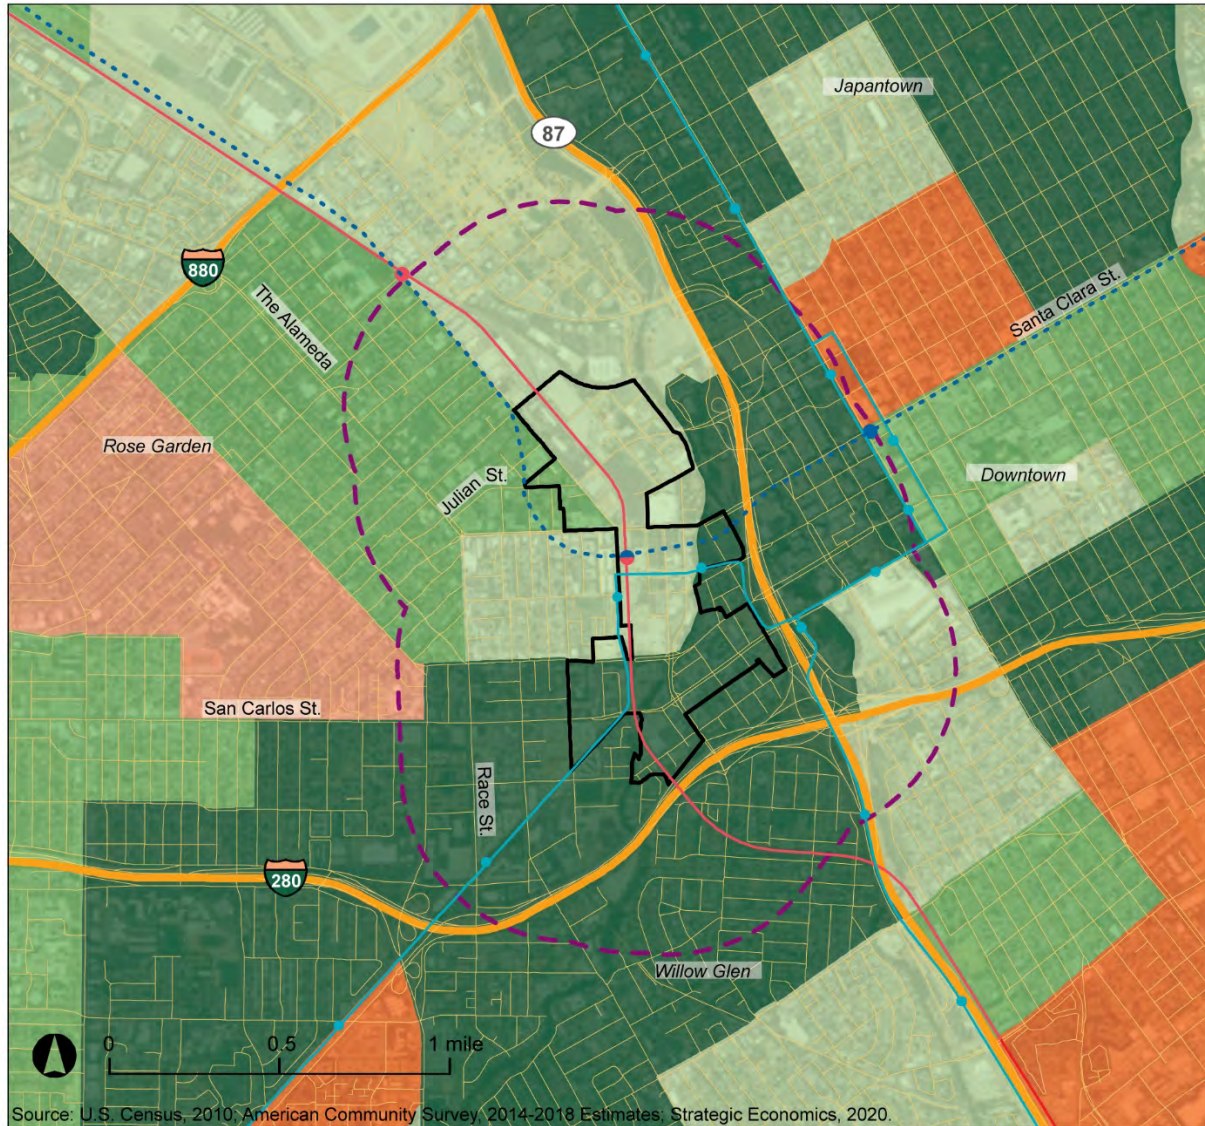 Japantown
87
880
The Alameda
Santa Clara St.
Rose Garden
Julian St.
Downtown
San Carlos St.
Race St.
280
Willow Glen
0 0.5 1 mile
Source: U.S. Census, 2010; American Community Survey, 2014-2018 Estimates; Strategic Economics, 2020.